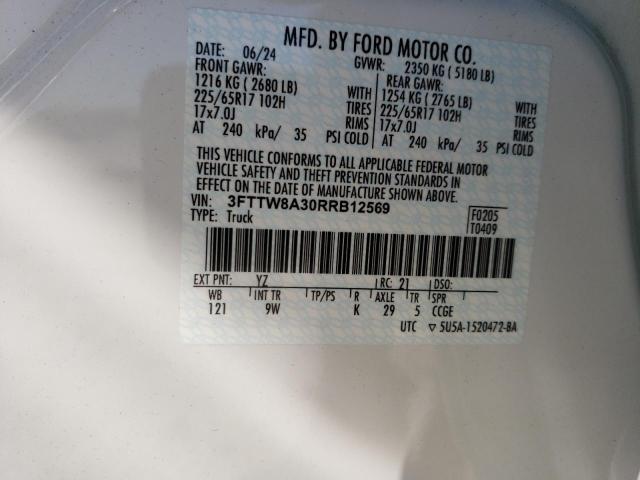 MFD. BY FORD MOTOR CO.
DATE: 06/24 GVWR: 2350 KG ( 5180 LB)
FRONT GAWR: REAR GAWR:
1216 KG ( 2680 LB) WITH 1254 KG ( 2765 LB) WITH
225/65R17 102H TIRES 225/65R17 102H TIRES
17x7.0J RIMS 17x7.0J RIMS
AT 240 kPa/ 35 PSI COLD AT 240 kPa/ 35 PSI COLD
THIS VEHICLE CONFORMS TO ALL APPLICABLE FEDERAL MOTOR
VEHICLE SAFETY AND THEFT PREVENTION STANDARDS IN
EFFECT ON THE DATE OF MANUFACTURE SHOWN ABOVE.
VIN: 3FTTW8A30RRB12569 F0205
TYPE: Truck T0409
EXT PNT: YZ RC: 21 DSO:
WB INT TR TP/PS R AXLE TR SPR
121 9W K 29 5 CCGE
UTC ▽ 5U5A-1520472-BA